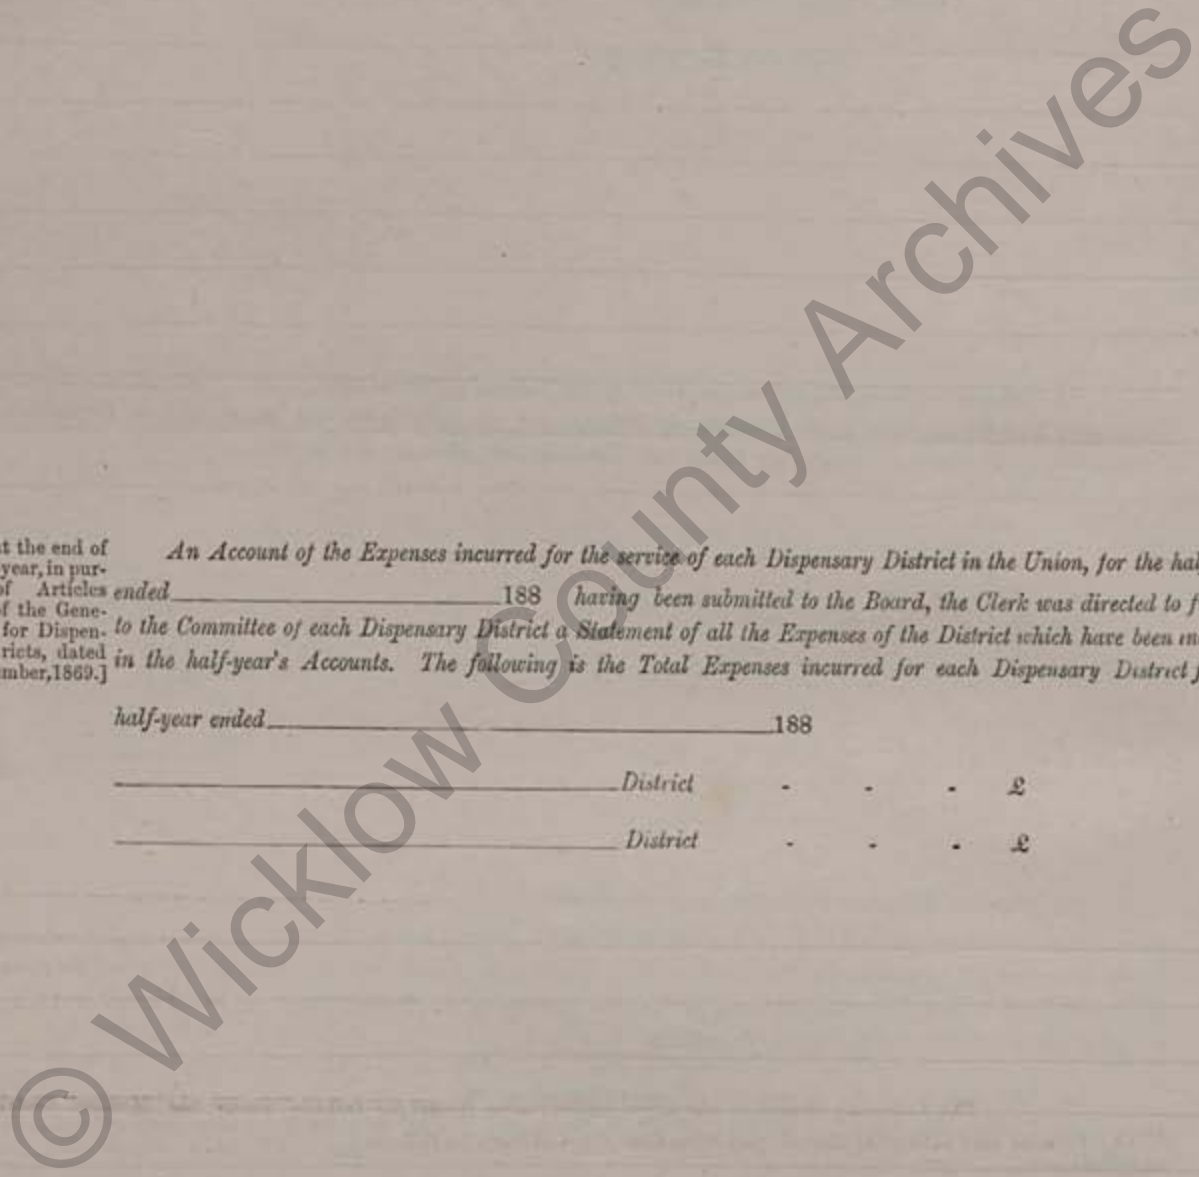 t the end of
year, in pur-
of Articles
f the Gene-
for Dispen-
ricts, dated
mber, 1869.]
An Account of the Expenses incurred for the service of each Dispensary District in the Union, for the hal
ended 188 having been submitted to the Board, the Clerk was directed to f
to the Committee of each Dispensary District a Statement of all the Expenses of the District which have been in
in the half-year's Accounts. The following is the Total Expenses incurred for each Dispensary District f
half-year ended 188
District - - - £
District - - - £
© Wicklow County Archives